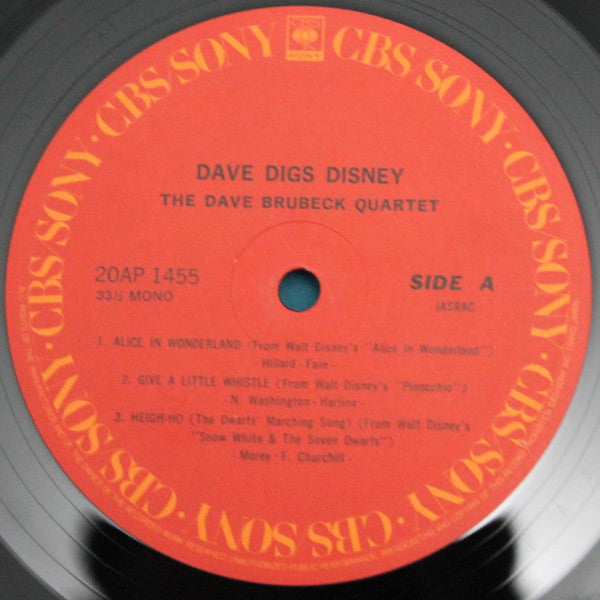 CBS/SONY · CBS SONY · CBS/SONY · CBS/SONY · CBS/SONY · CBS/SONY · CBS SONY ·
CBS
SONY
DAVE DIGS DISNEY
THE DAVE BRUBECK QUARTET
20AP 1455
33⅓ MONO
SIDE A
JASRAC
1. ALICE IN WONDERLAND (From Walt Disney's "Alice in Wonderland")
- Hillard - Fain -
2. GIVE A LITTLE WHISTLE (From Walt Disney's "Pinocchio")
- N. Washington - Harline -
3. HEIGH-HO (The Dwarfs' Marching Song) (From Walt Disney's
"Snow White & The Seven Dwarfs")
- Morey - F. Churchill -